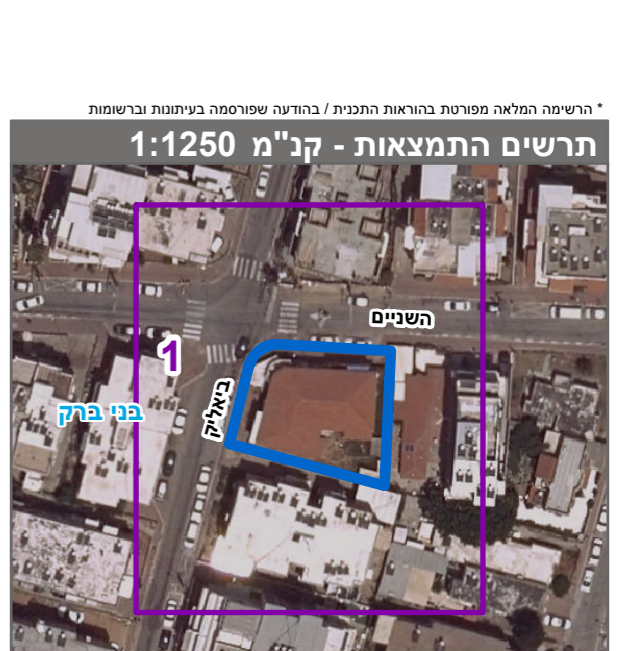 * הרשימה המלאה מפורטת בהוראות התכנית / בהודעה שפורסמה בעיתונות וברשומות
תרשים התמצאות - קנ"מ 1:1250
השניים
1
ביאליק
בני ברק